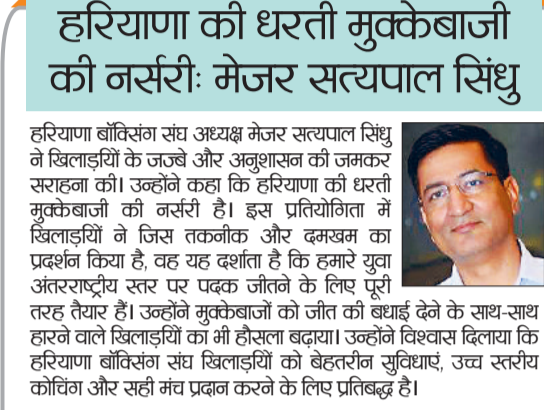 हरियाणा की धरती मुक्केबाजी
की नर्सरीः मेजर सत्यपाल सिंधु
हरियाणा बॉक्सिंग संघ अध्यक्ष मेजर सत्यपाल सिंधु
ने खिलाड़ियों के जज्बे और अनुशासन की जमकर
सराहना की। उन्होंने कहा कि हरियाणा की धरती
मुक्केबाजी की नर्सरी है। इस प्रतियोगिता में
खिलाड़ियों ने जिस तकनीक और दमखम का
प्रदर्शन किया है, वह यह दर्शाता है कि हमारे युवा
अंतरराष्ट्रीय स्तर पर पदक जीतने के लिए पूरी
तरह तैयार हैं। उन्होंने मुक्केबाजों को जीत की बधाई देने के साथ-साथ
हारने वाले खिलाड़ियों का भी हौसला बढ़ाया। उन्होंने विश्वास दिलाया कि
हरियाणा बॉक्सिंग संघ खिलाड़ियों को बेहतरीन सुविधाएं, उच्च स्तरीय
कोचिंग और सही मंच प्रदान करने के लिए प्रतिबद्ध है।